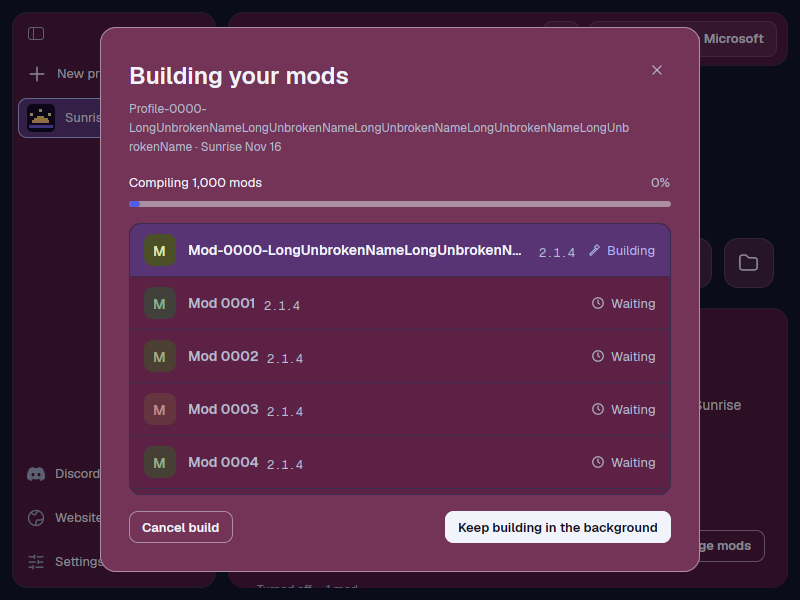 Microsoft
New pr
Sunris
Building your mods
Profile-0000-
LongUnbrokenNameLongUnbrokenNameLongUnbrokenNameLongUnbrokenNameLongUnb
rokenName · Sunrise Nov 16
Compiling 1,000 mods 0%
M Mod-0000-LongUnbrokenNameLongUnbrokenN... 2.1.4 Building
M Mod 0001 2.1.4 Waiting
M Mod 0002 2.1.4 Waiting
M Mod 0003 2.1.4 Waiting
Sunrise
M Mod 0004 2.1.4 Waiting
Discord
Website
Settings
Cancel build
Keep building in the background
ge mods